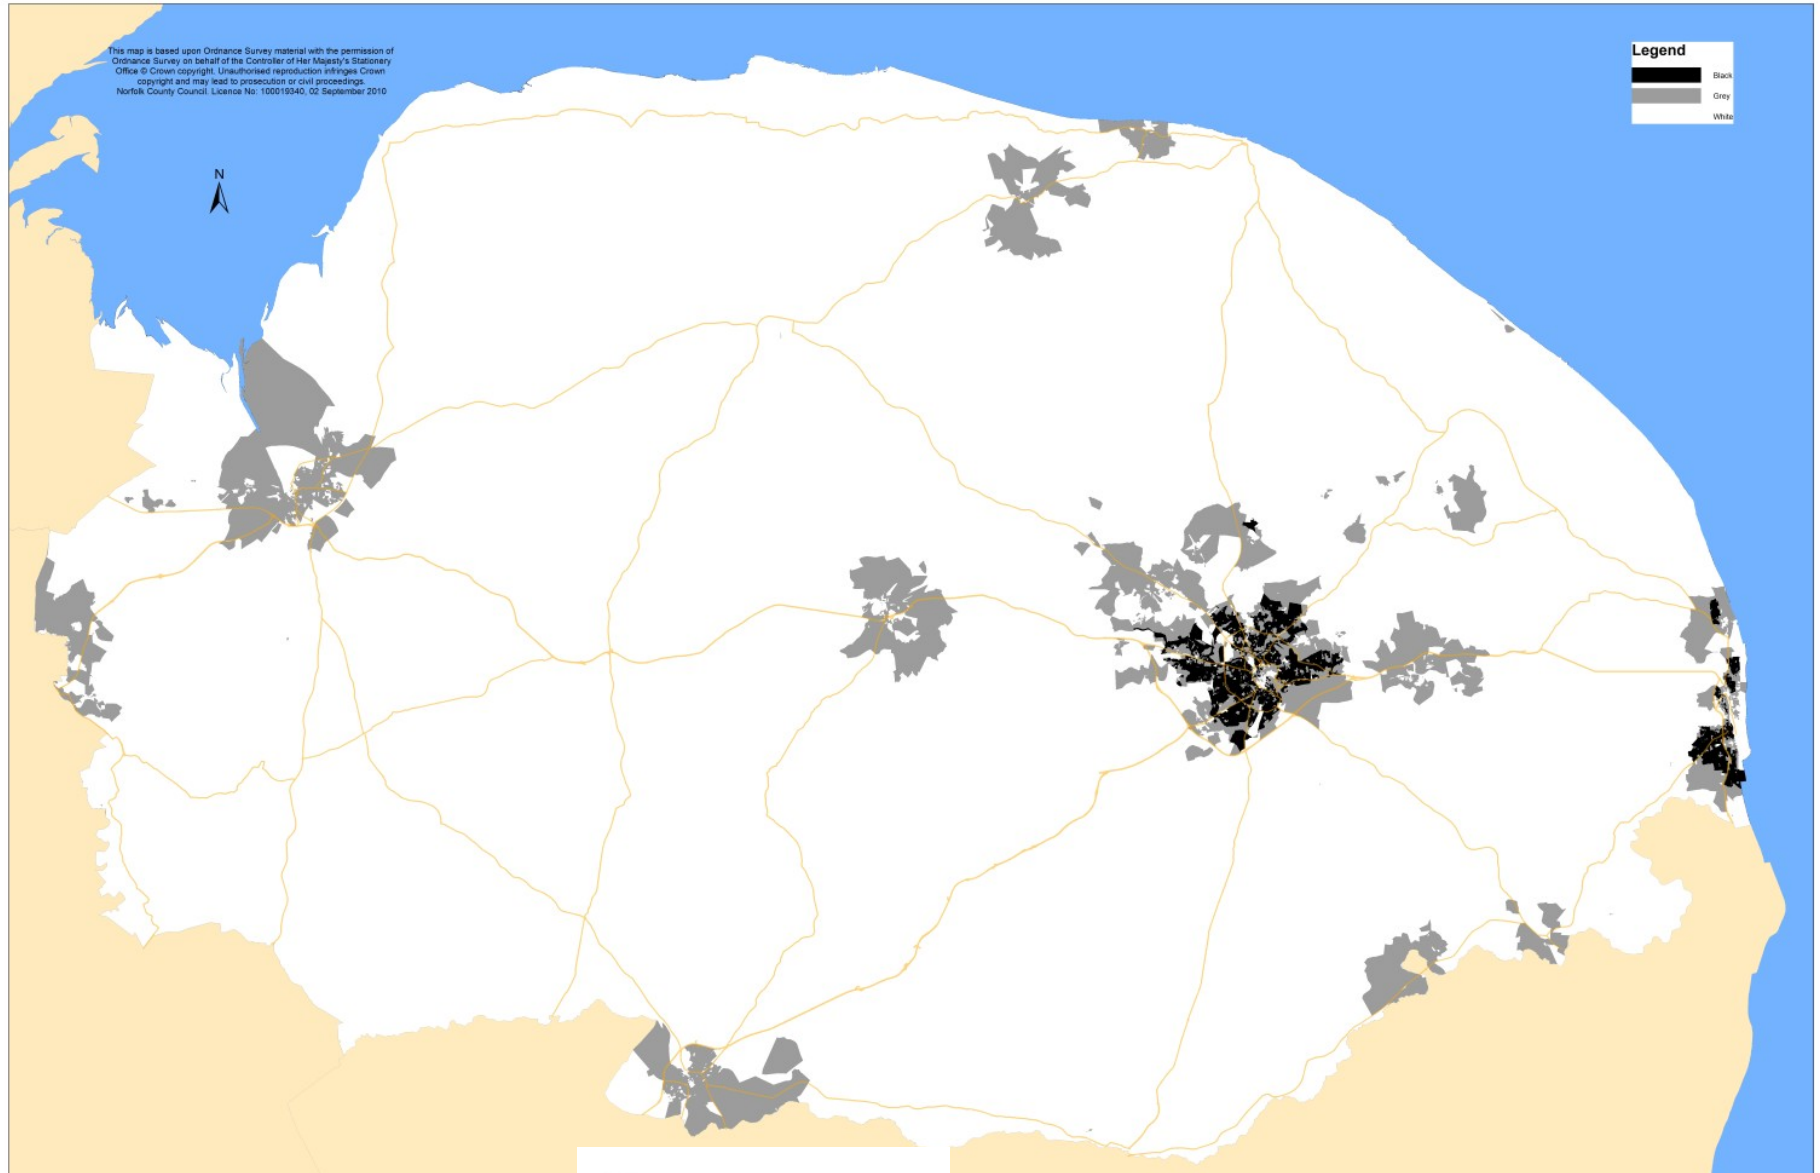 This map is based upon Ordnance Survey material with the permission of
Ordnance Survey on behalf of the Controller of Her Majesty's Stationery
Office © Crown copyright. Unauthorised reproduction infringes Crown
copyright and may lead to prosecution or civil proceedings.
Norfolk County Council. Licence No: 100019340, 02 September 2010
N
Legend
Black
Grey
White